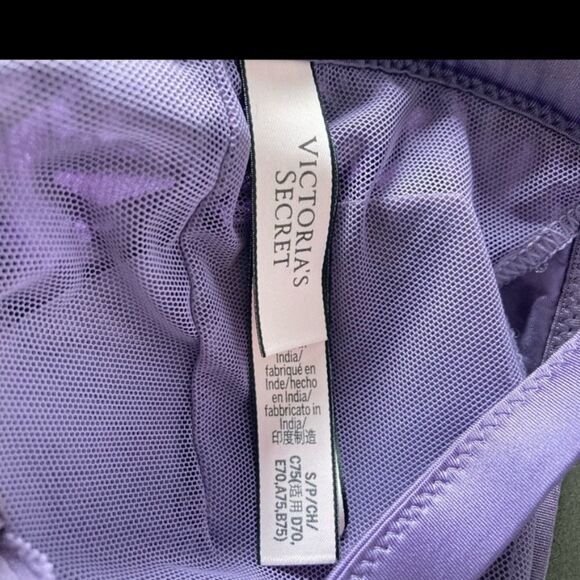 VICTORIA'S
SECRET
India/
fabriqué en
Inde/hecho
en India/
fabbricato in
India/
印度制造
S/P/CH/
C75(适用 D70,
E70,A75,B75)